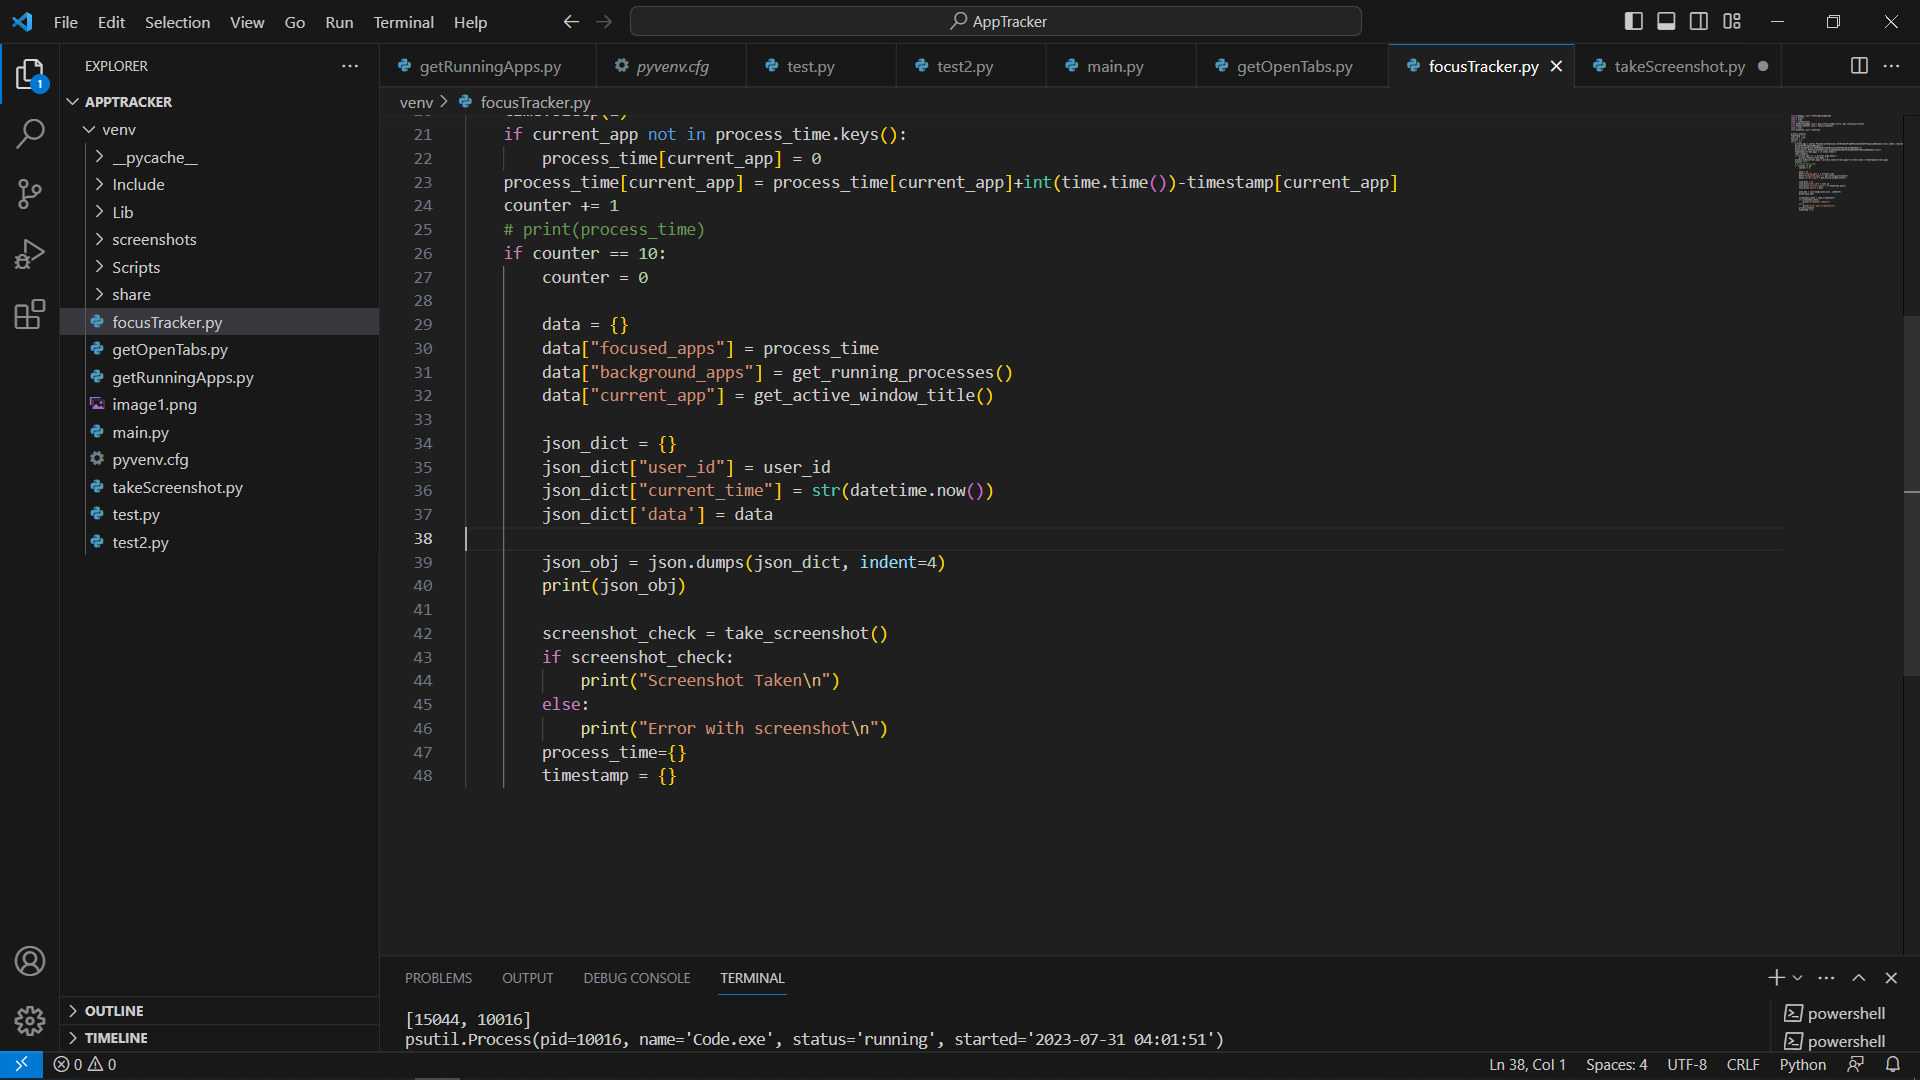 File Edit Selection View Go Run Terminal Help AppTracker
EXPLORER
getRunningApps.py pyvenv.cfg test.py test2.py main.py getOpenTabs.py focusTracker.py takeScreenshot.py
APPTRACKER
venv
__pycache__
Include
Lib
screenshots
Scripts
share
focusTracker.py
getOpenTabs.py
getRunningApps.py
image1.png
main.py
pyvenv.cfg
takeScreenshot.py
test.py
test2.py
OUTLINE
TIMELINE
venv > focusTracker.py
21 if current_app not in process_time.keys():
22 process_time[current_app] = 0
23 process_time[current_app] = process_time[current_app]+int(time.time())-timestamp[current_app]
24 counter += 1
25 # print(process_time)
26 if counter == 10:
27 counter = 0
28
29 data = {}
30 data["focused_apps"] = process_time
31 data["background_apps"] = get_running_processes()
32 data["current_app"] = get_active_window_title()
33
34 json_dict = {}
35 json_dict["user_id"] = user_id
36 json_dict["current_time"] = str(datetime.now())
37 json_dict['data'] = data
38
39 json_obj = json.dumps(json_dict, indent=4)
40 print(json_obj)
41
42 screenshot_check = take_screenshot()
43 if screenshot_check:
44 print("Screenshot Taken\n")
45 else:
46 print("Error with screenshot\n")
47 process_time={}
48 timestamp = {}
PROBLEMS OUTPUT DEBUG CONSOLE TERMINAL
[15044, 10016]
psutil.Process(pid=10016, name='Code.exe', status='running', started='2023-07-31 04:01:51')
powershell
powershell
0 0 Ln 38, Col 1 Spaces: 4 UTF-8 CRLF Python
1